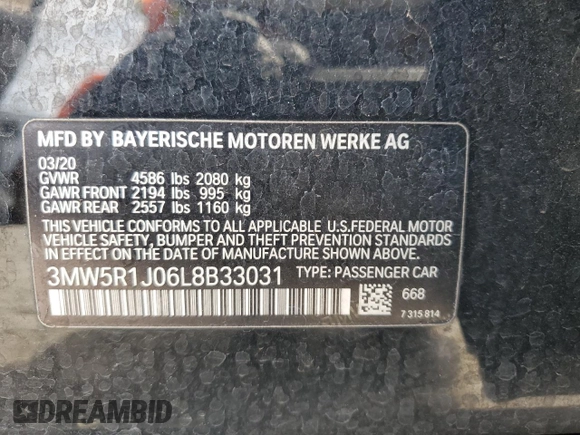 MFD BY BAYERISCHE MOTOREN WERKE AG
03/20
GVWR 4586 lbs 2080 kg
GAWR FRONT 2194 lbs 995 kg
GAWR REAR 2557 lbs 1160 kg
THIS VEHICLE CONFORMS TO ALL APPLICABLE U.S.FEDERAL MOTOR
VEHICLE SAFETY, BUMPER AND THEFT PREVENTION STANDARDS
IN EFFECT ON THE DATE OF MANUFACTURE SHOWN ABOVE.
3MW5R1J06L8B33031 TYPE: PASSENGER CAR
668
7 315 814
DREAMBID